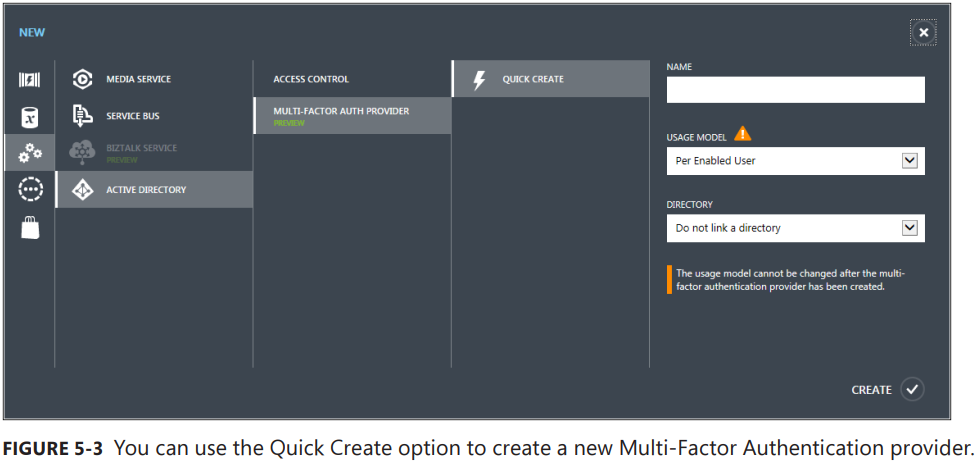 NEW
MEDIA SERVICE
SERVICE BUS
BIZTALK SERVICE
PREVIEW
ACTIVE DIRECTORY
ACCESS CONTROL
MULTI-FACTOR AUTH PROVIDER
PREVIEW
QUICK CREATE
NAME
USAGE MODEL
Per Enabled User
DIRECTORY
Do not link a directory
The usage model cannot be changed after the multi-
factor authentication provider has been created.
CREATE
FIGURE 5-3 You can use the Quick Create option to create a new Multi-Factor Authentication provider.